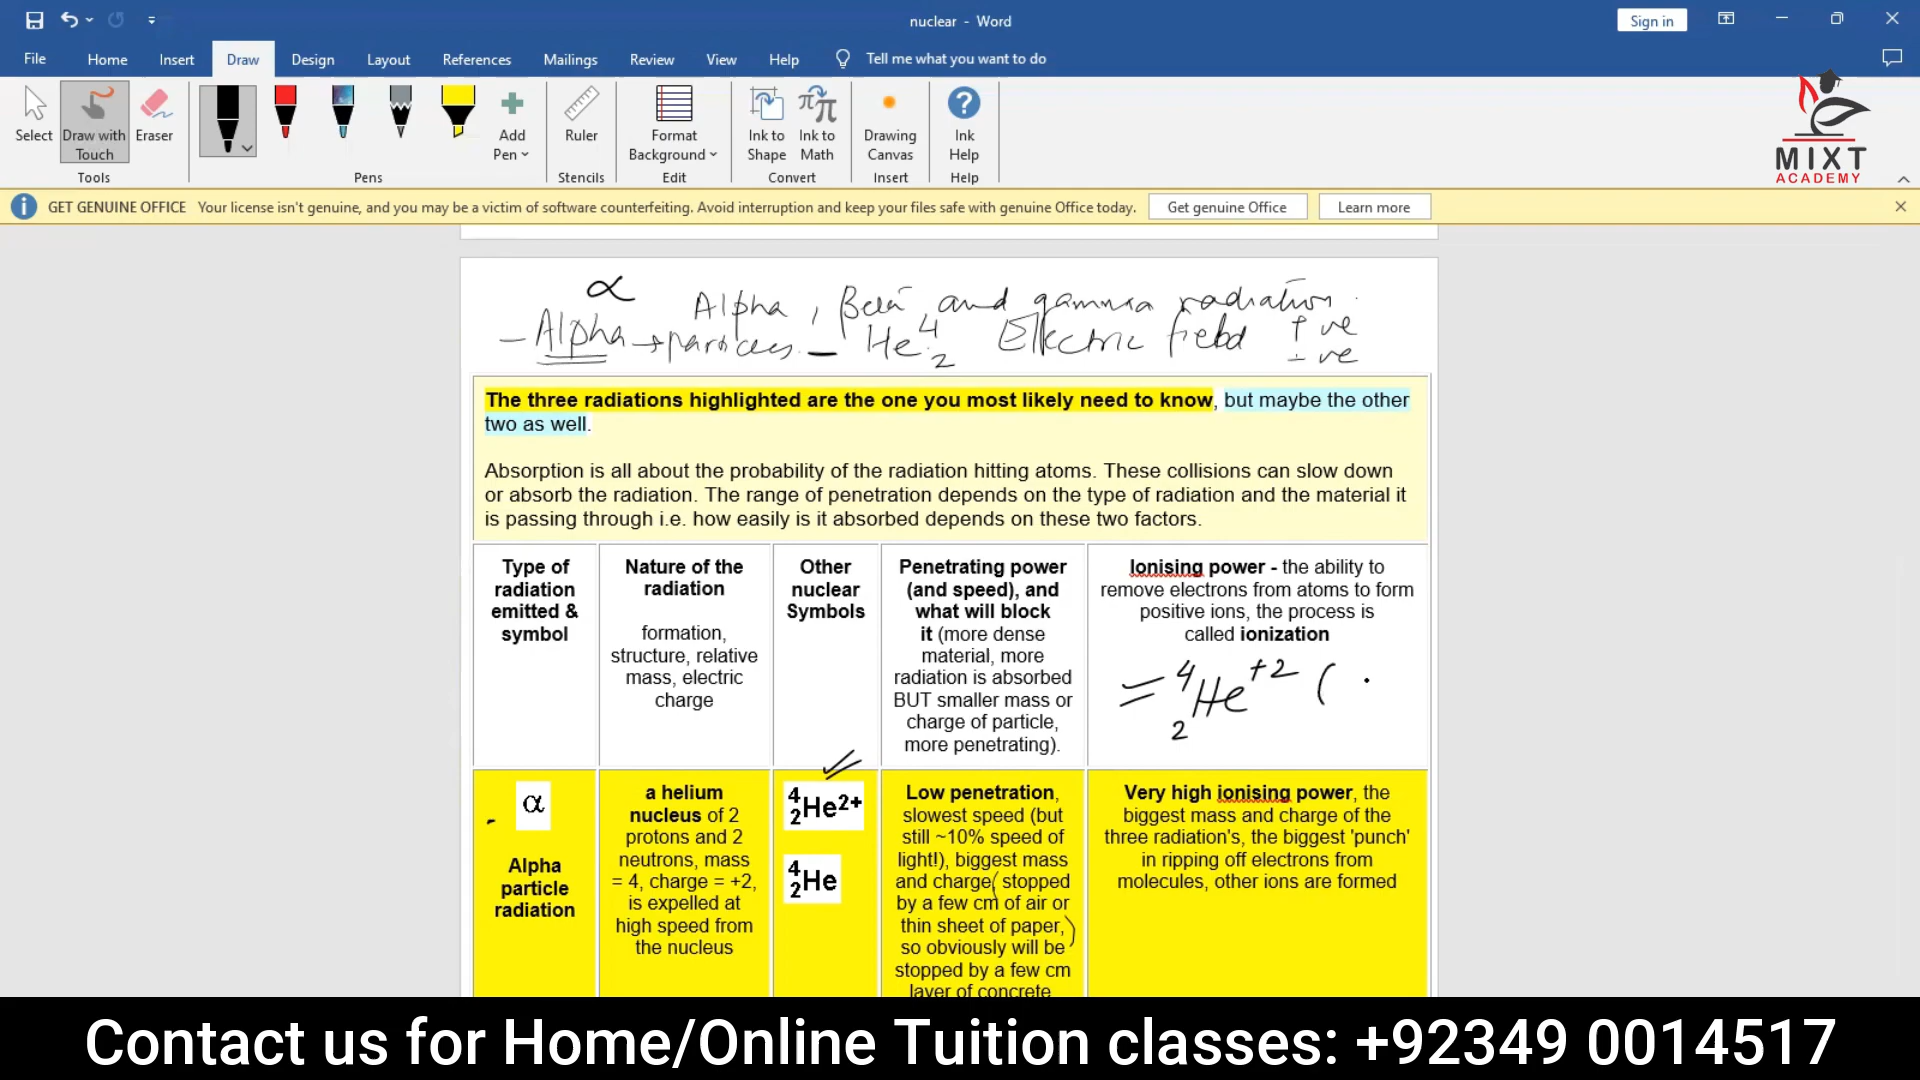 nuclear - Word
Sign in
File Home Insert Draw Design Layout References Mailings Review View Help Tell me what you want to do
Select Draw with Touch Eraser Add Pen Ruler Format Background Ink to Shape Ink to Math Drawing Canvas Ink Help
Tools Pens Stencils Edit Convert Insert Help
MIXT
ACADEMY
GET GENUINE OFFICE Your license isn't genuine, and you may be a victim of software counterfeiting. Avoid interruption and keep your files safe with genuine Office today. Get genuine Office Learn more
α
Alpha, Beta, and gamma radiation.
- Alpha → particles - He 4 2 Electric field +ve
-ve
The three radiations highlighted are the one you most likely need to know, but maybe the other
two as well.
Absorption is all about the probability of the radiation hitting atoms. These collisions can slow down
or absorb the radiation. The range of penetration depends on the type of radiation and the material it
is passing through i.e. how easily is it absorbed depends on these two factors.
Type of
radiation
emitted &
symbol
Nature of the
radiation
formation,
structure, relative
mass, electric
charge
Other
nuclear
Symbols
Penetrating power
(and speed), and
what will block
it (more dense
material, more
radiation is absorbed
BUT smaller mass or
charge of particle,
more penetrating).
Ionising power - the ability to
remove electrons from atoms to form
positive ions, the process is
called ionization
= ⁴₂He⁺² (
α
Alpha
particle
radiation
a helium
nucleus of 2
protons and 2
neutrons, mass
= 4, charge = +2,
is expelled at
high speed from
the nucleus
⁴₂He²⁺
⁴₂He
Low penetration,
slowest speed (but
still ~10% speed of
light!), biggest mass
and charge( stopped
by a few cm of air or
thin sheet of paper,)
so obviously will be
stopped by a few cm
layer of concrete
Very high ionising power, the
biggest mass and charge of the
three radiation's, the biggest 'punch'
in ripping off electrons from
molecules, other ions are formed
Contact us for Home/Online Tuition classes: +92349 0014517